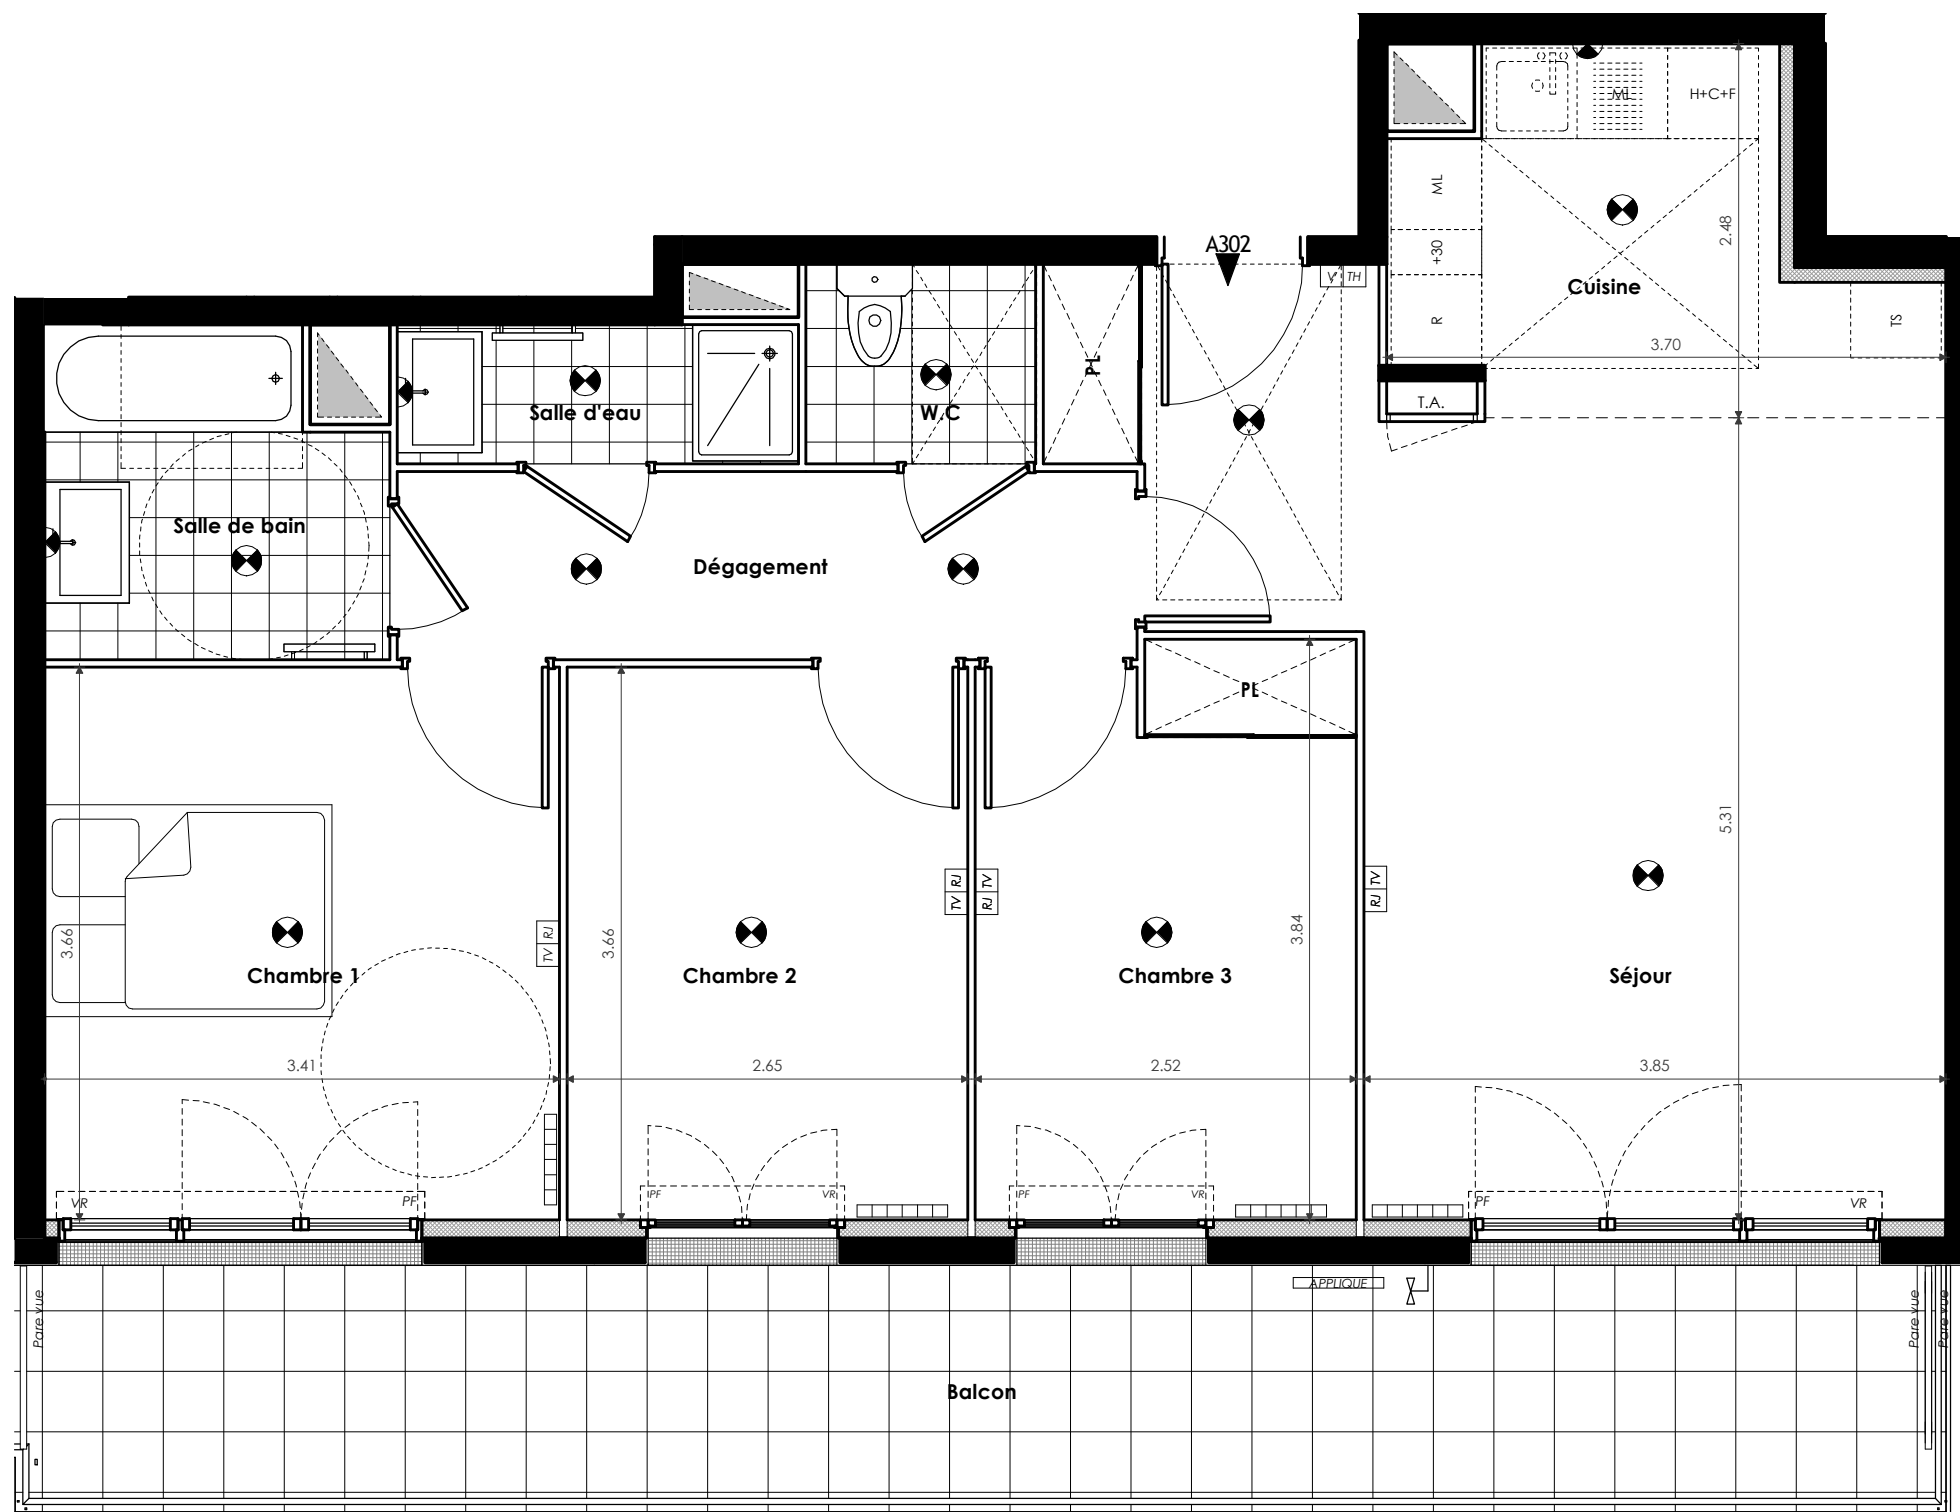 ML
H+C+F
ML
+30
R
2.48
Cuisine
TS
3.70
T.A.
A302
V
TH
PL
Salle d'eau
W.C
Salle de bain
Dégagement
PL
5.31
3.66
TV RJ
3.66
TV RJ
RJ TV
3.84
RJ TV
Chambre 1
Chambre 2
Chambre 3
Séjour
3.41
2.65
2.52
3.85
VR
PF
PF
VR
PF
VR
PF
VR
APPLIQUE
Pare vue
Pare vue
Pare vue
Balcon